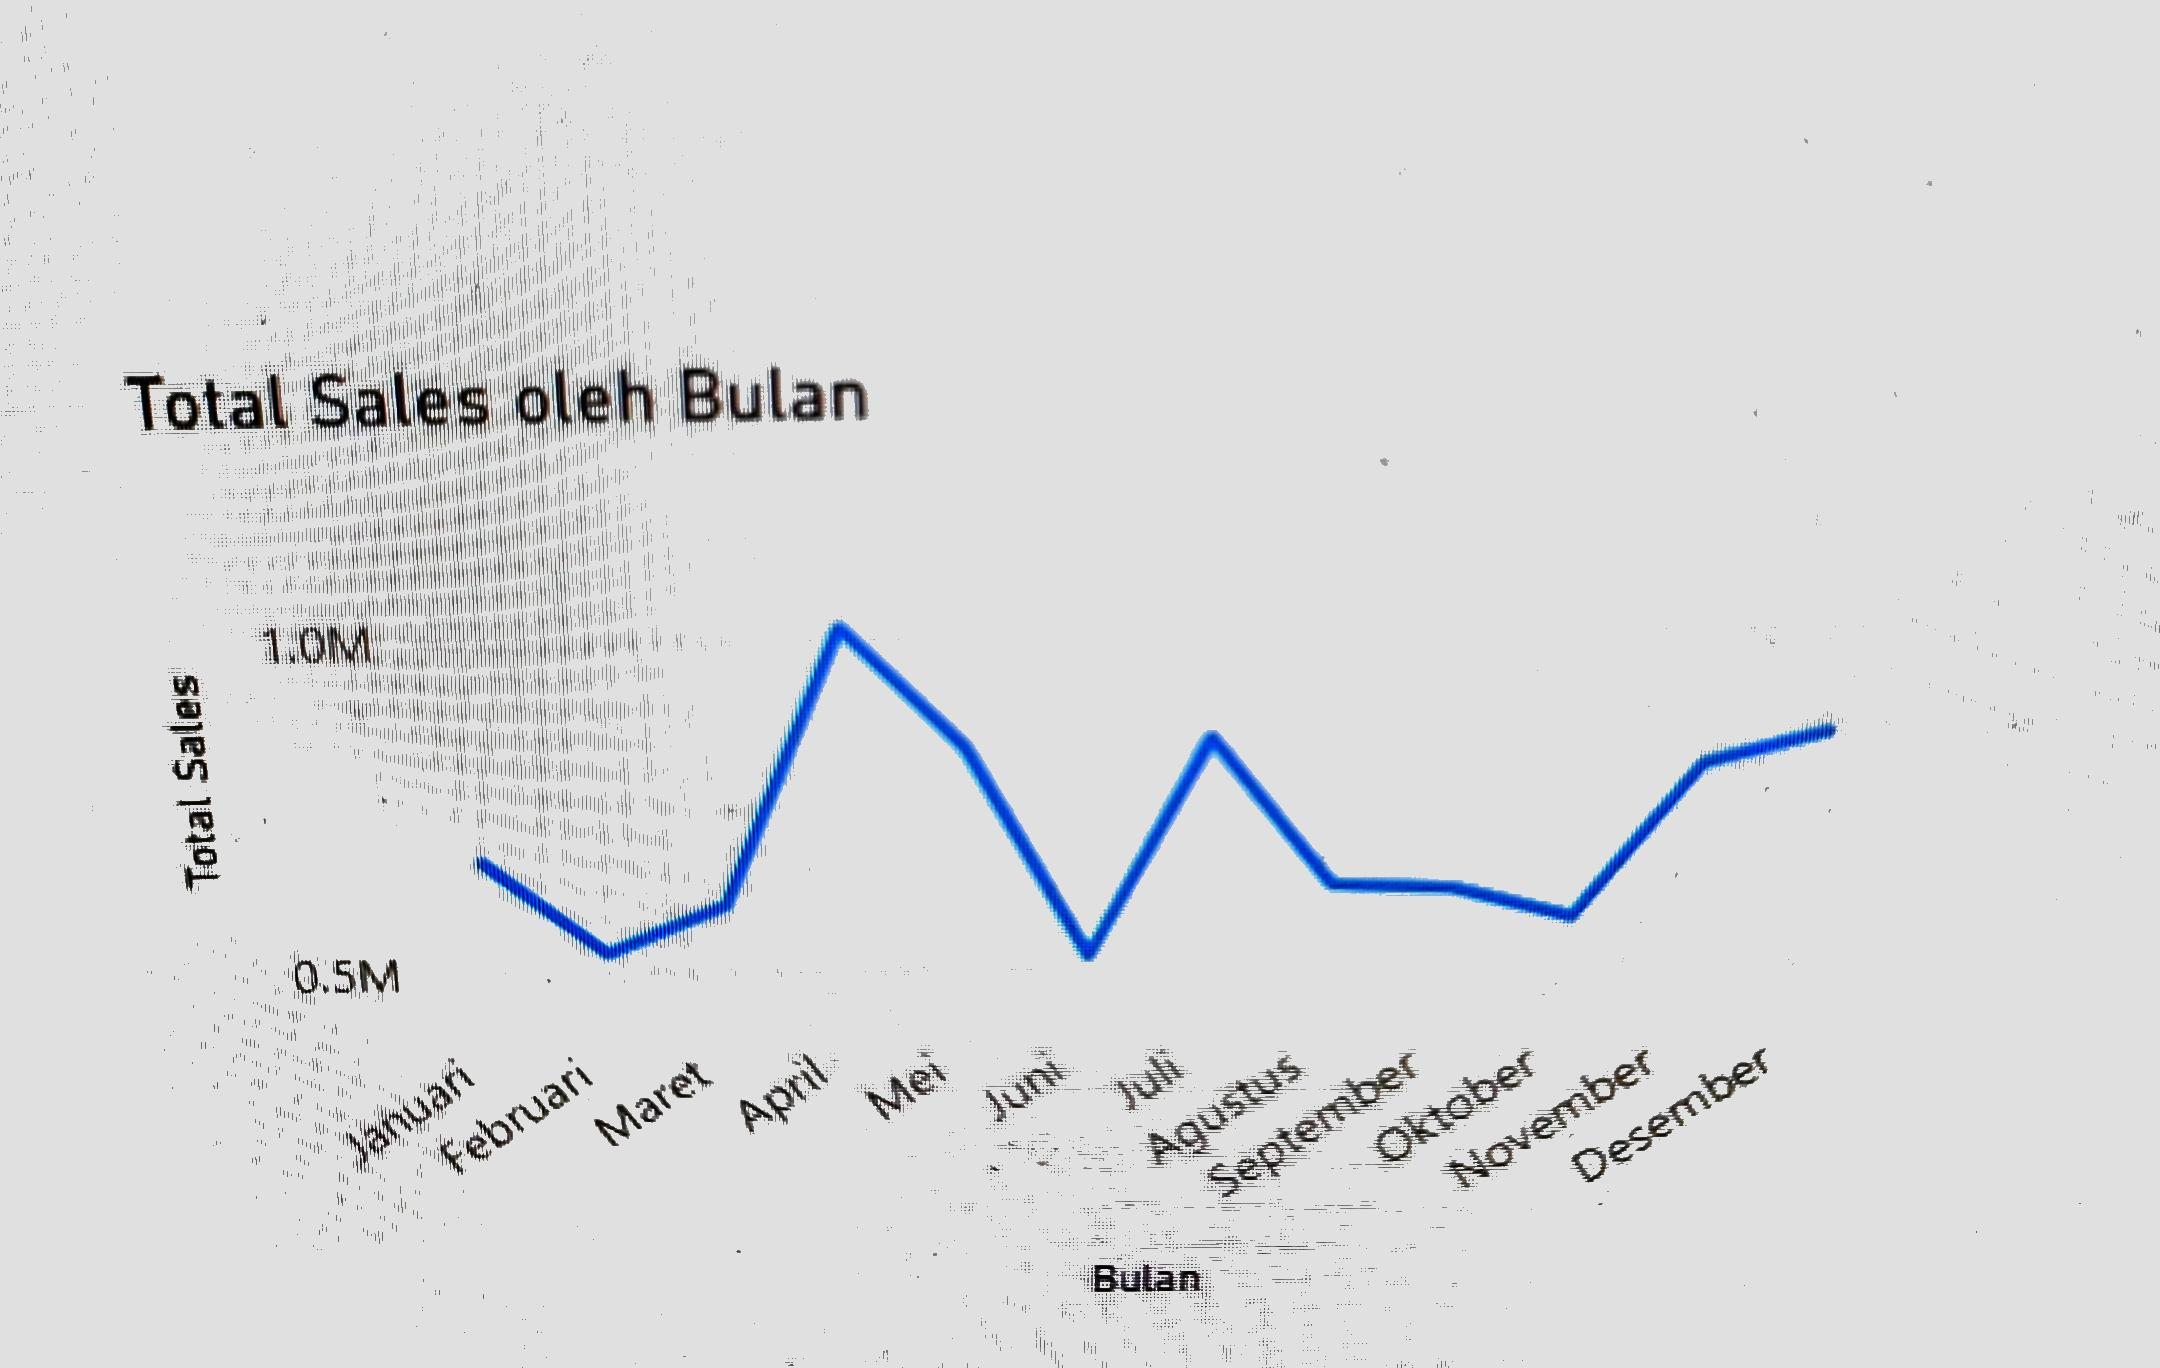 Total Sales oleh Bulan
1.0M
Total Sales
0.5M
Januari
Februari
Maret
April
Mei
Juni
Juli
Agustus
September
Oktober
November
Desember
Bulan